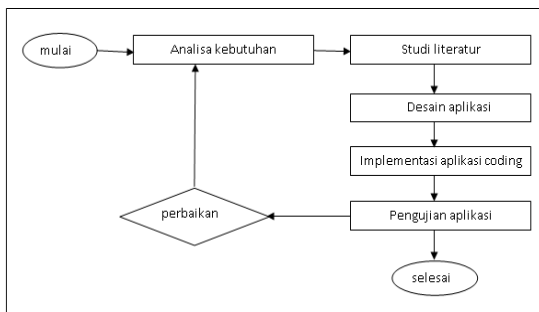 mulai
Analisa kebutuhan
Studi literatur
Desain aplikasi
Implementasi aplikasi coding
perbaikan
Pengujian aplikasi
selesai